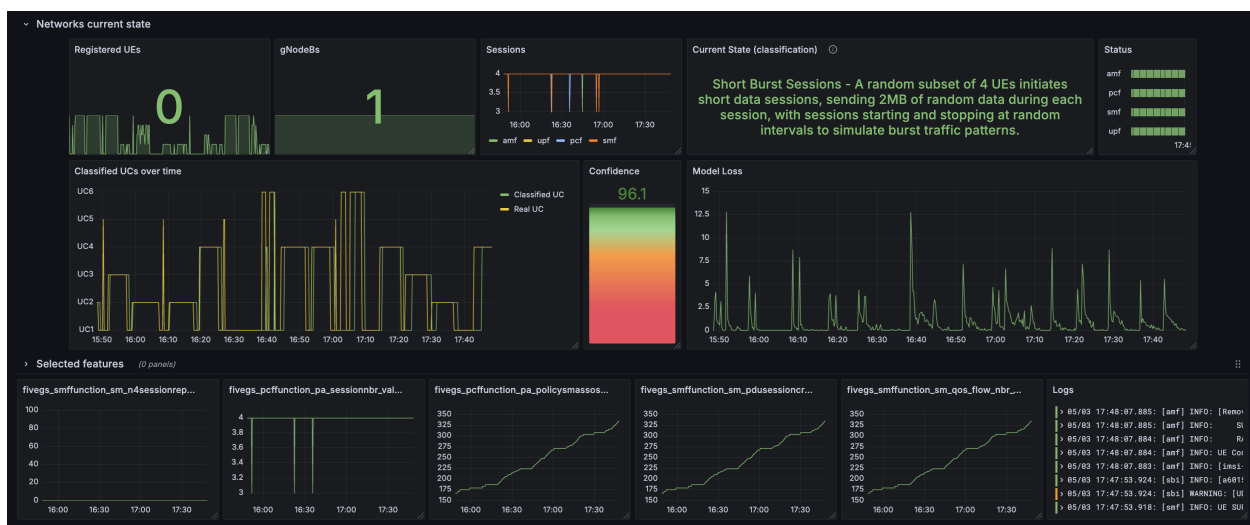 Networks current state
Registered UEs
0
gNodeBs
1
Sessions
4
3.5
3
16:00 16:30 17:00 17:30
amf upf pcf smf
Current State (classification)
Short Burst Sessions - A random subset of 4 UEs initiates
short data sessions, sending 2MB of random data during each
session, with sessions starting and stopping at random
intervals to simulate burst traffic patterns.
Status
amf
pcf
smf
upf
Classified UCs over time
UC6
UC5
UC4
UC3
UC2
UC1
15:50 16:00 16:10 16:20 16:30 16:40 16:50 17:00 17:10 17:20 17:30 17:40
Classified UC
Real UC
Confidence
96.1
Model Loss
15
12.5
10
7.5
5
2.5
0
15:50 16:00 16:10 16:20 16:30 16:40 16:50 17:00 17:10 17:20 17:30 17:40
Selected features (0 panels)
fivegs_smffunction_sm_n4sessionrep...
100
80
60
40
20
0
16:00 16:30 17:00 17:30
fivegs_pcffunction_pa_sessionnbr_val...
4
3.8
3.6
3.4
3.2
3
16:00 16:30 17:00 17:30
fivegs_pcffunction_pa_policysmassos...
350
325
300
275
250
225
200
175
150
16:00 16:30 17:00 17:30
fivegs_smffunction_sm_pdusessioncr...
350
325
300
275
250
225
200
175
150
16:00 16:30 17:00 17:30
fivegs_smffunction_sm_qos_flow_nbr_...
350
325
300
275
250
225
200
175
150
16:00 16:30 17:00 17:30
Logs
> 05/03 17:48:07.885: [amf] INFO: [Remov
> 05/03 17:48:07.885: [amf] INFO: SU
> 05/03 17:48:07.884: [amf] INFO: RA
> 05/03 17:48:07.884: [amf] INFO: UE Con
> 05/03 17:48:07.883: [amf] INFO: [imsi-
> 05/03 17:47:53.924: [sbi] INFO: [a6015
> 05/03 17:47:53.924: [sbi] WARNING: [UE
> 05/03 17:47:53.918: [smf] INFO: UE SUP